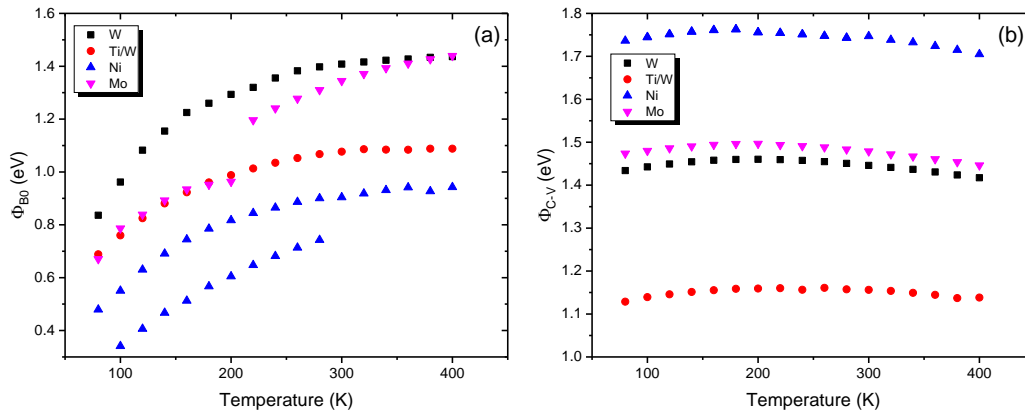 (a)
W
Ti/W
Ni
Mo
1.6
1.4
1.2
1.0
0.8
0.6
0.4
ΦB0 (eV)
100
200
300
400
Temperature (K)
(b)
W
Ti/W
Ni
Mo
1.8
1.7
1.6
1.5
1.4
1.3
1.2
1.1
1.0
ΦC-V (eV)
100
200
300
400
Temperature (K)